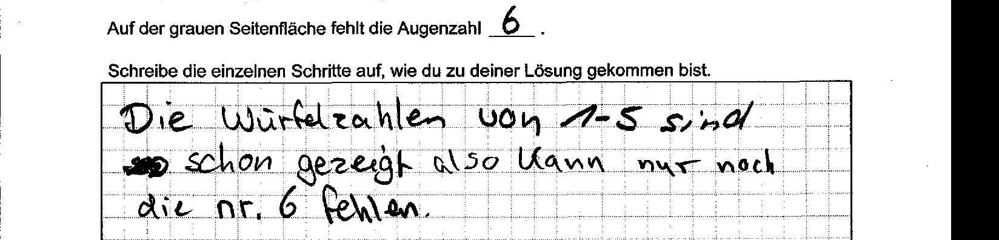 Auf der grauen Seitenfläche fehlt die Augenzahl 6.
Schreibe die einzelnen Schritte auf, wie du zu deiner Lösung gekommen bist.
Die Würfelzahlen von 1-5 sind
schon gezeigt also kann nur noch
die nr. 6 fehlen.